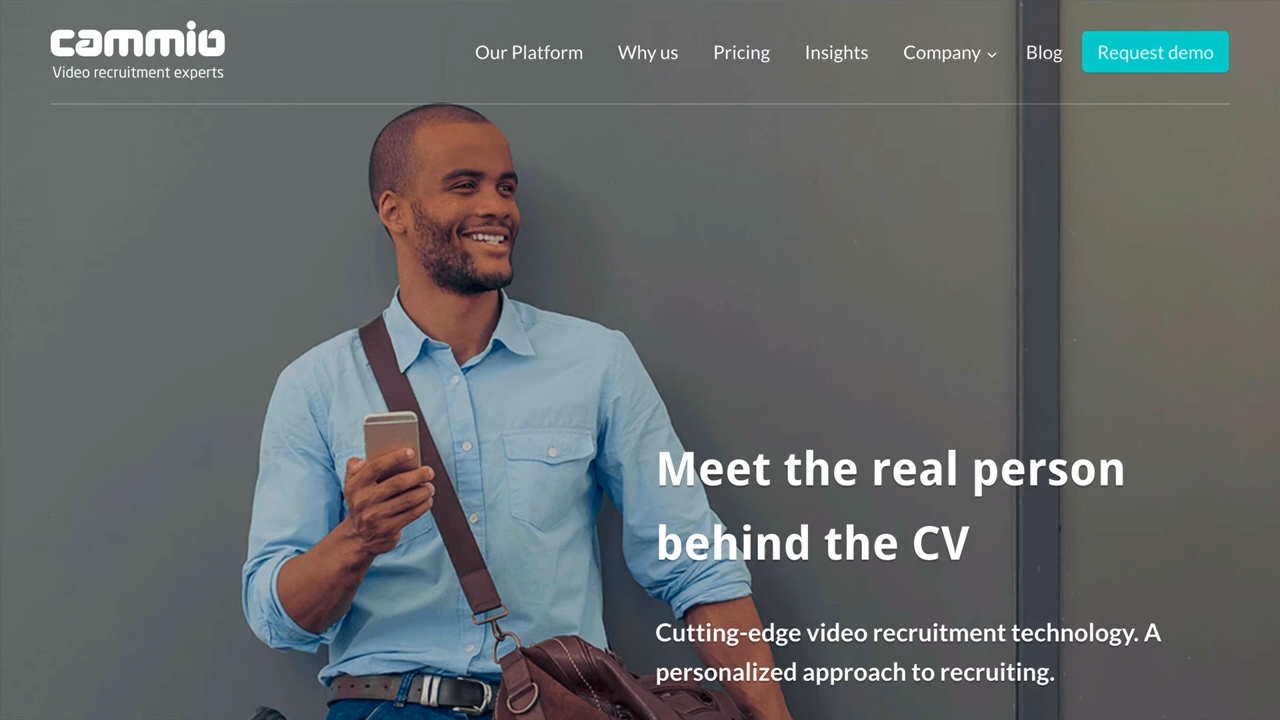 cammio
Video recruitment experts
Our Platform
Why us
Pricing
Insights
Company
Blog
Request demo
Meet the real person
behind the CV
Cutting-edge video recruitment technology. A
personalized approach to recruiting.